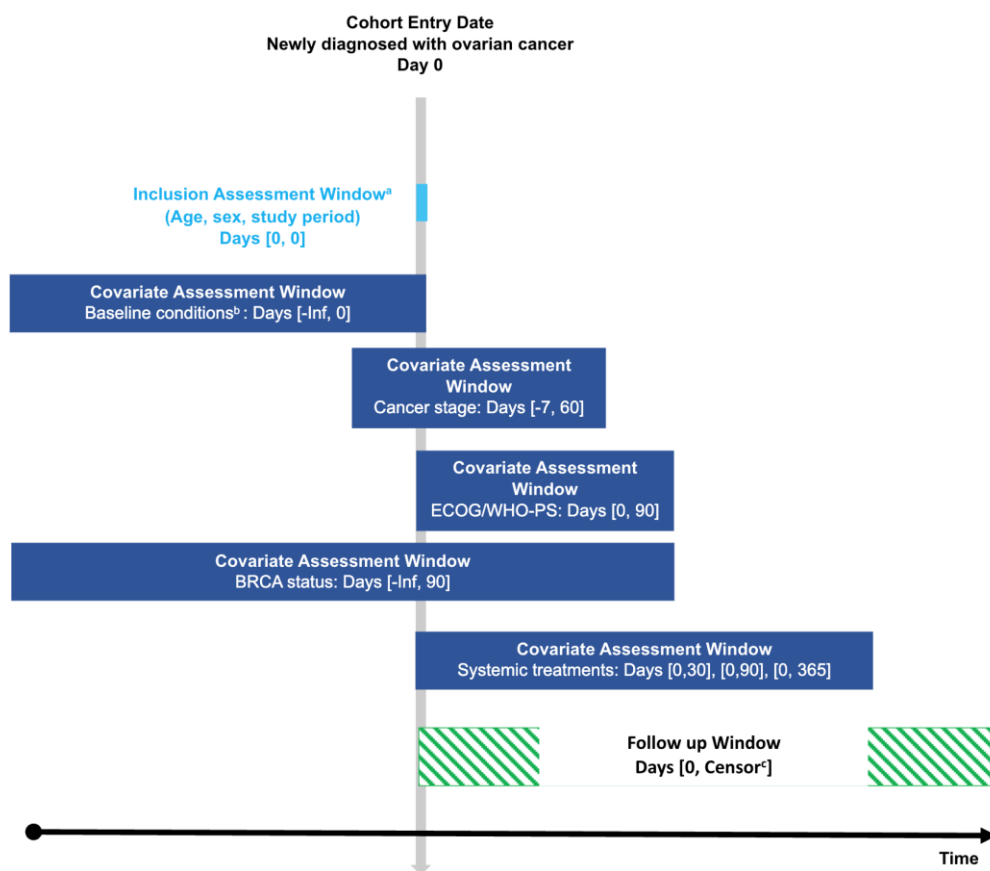 Cohort Entry Date
Newly diagnosed with ovarian cancer
Day 0
Inclusion Assessment Windowᵃ
(Age, sex, study period)
Days [0, 0]
Covariate Assessment Window
Baseline conditionsᵇ : Days [-Inf, 0]
Covariate Assessment
Window
Cancer stage: Days [-7, 60]
Covariate Assessment
Window
ECOG/WHO-PS: Days [0, 90]
Covariate Assessment Window
BRCA status: Days [-Inf, 90]
Covariate Assessment Window
Systemic treatments: Days [0,30], [0,90], [0, 365]
Follow up Window
Days [0, Censorᶜ]
Time